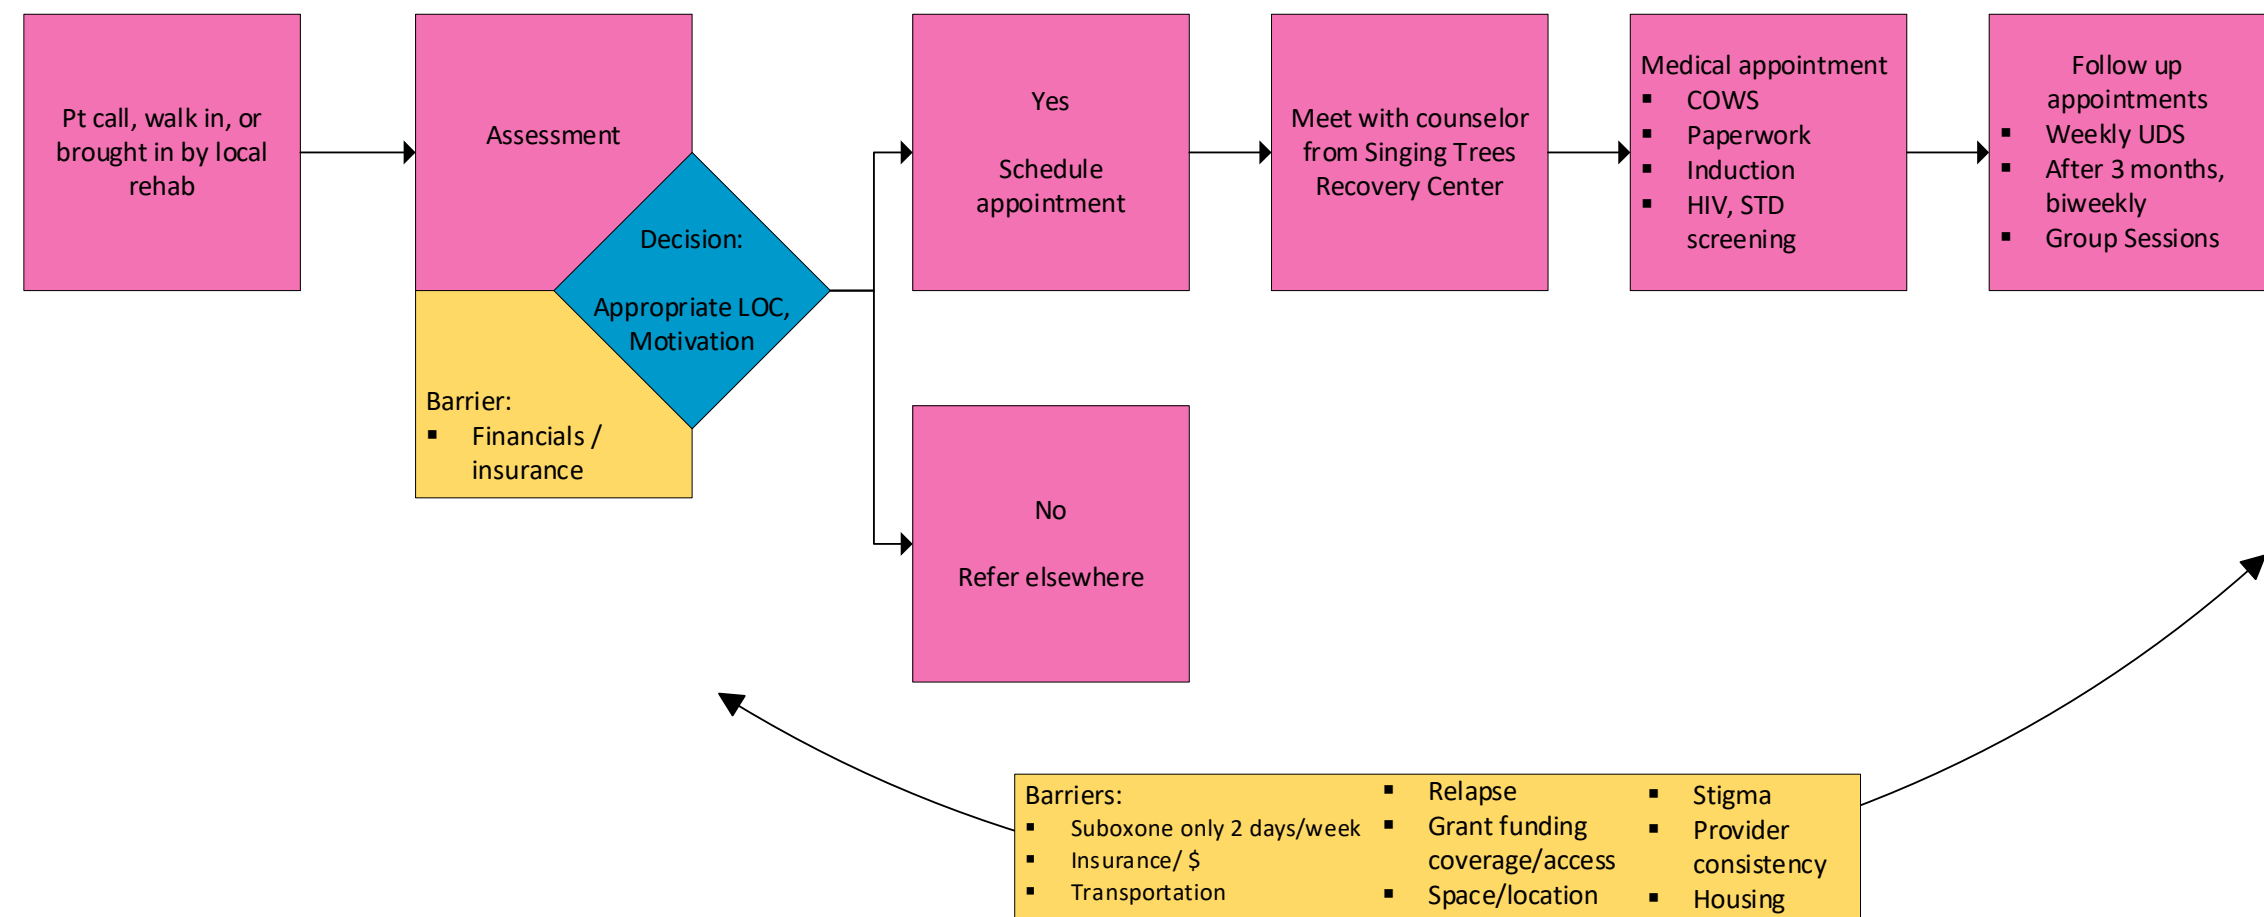 Pt call, walk in, or
brought in by local
rehab
Assessment
Decision:
Appropriate LOC,
Motivation
Barrier:
▪ Financials /
insurance
Yes
Schedule
appointment
No
Refer elsewhere
Meet with counselor
from Singing Trees
Recovery Center
Medical appointment
▪ COWS
▪ Paperwork
▪ Induction
▪ HIV, STD
screening
Follow up
appointments
▪ Weekly UDS
▪ After 3 months,
biweekly
▪ Group Sessions
Barriers:
▪ Suboxone only 2 days/week
▪ Insurance/ $
▪ Transportation
▪ Relapse
▪ Grant funding
coverage/access
▪ Space/location
▪ Stigma
▪ Provider
consistency
▪ Housing